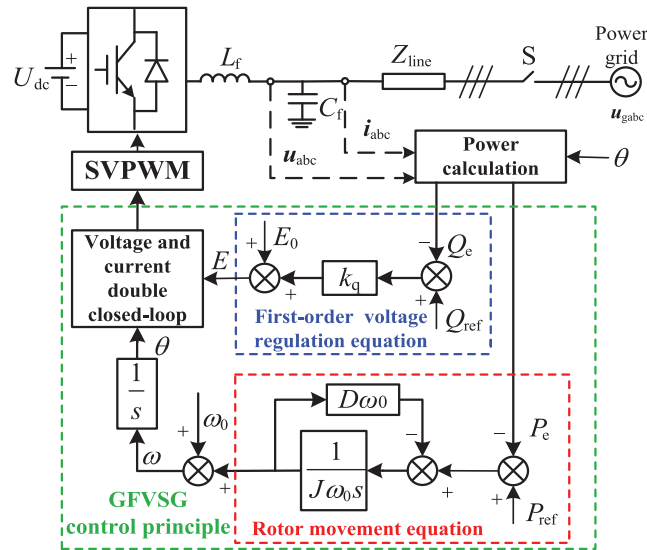 Power
grid
U_dc
L_f
Z_line
S
C_f
u_gabc
i_abc
u_abc
Power
calculation
θ
SVPWM
Voltage and
current
double
closed-loop
E
+
E_0
+
k_q
−
Q_e
+
Q_ref
First-order voltage
regulation equation
θ
1
s
ω
+
ω_0
+
Dω0
−
1
Jω_0s
+
−
P_e
+
P_ref
GFVSG
control principle
Rotor movement equation
+
−